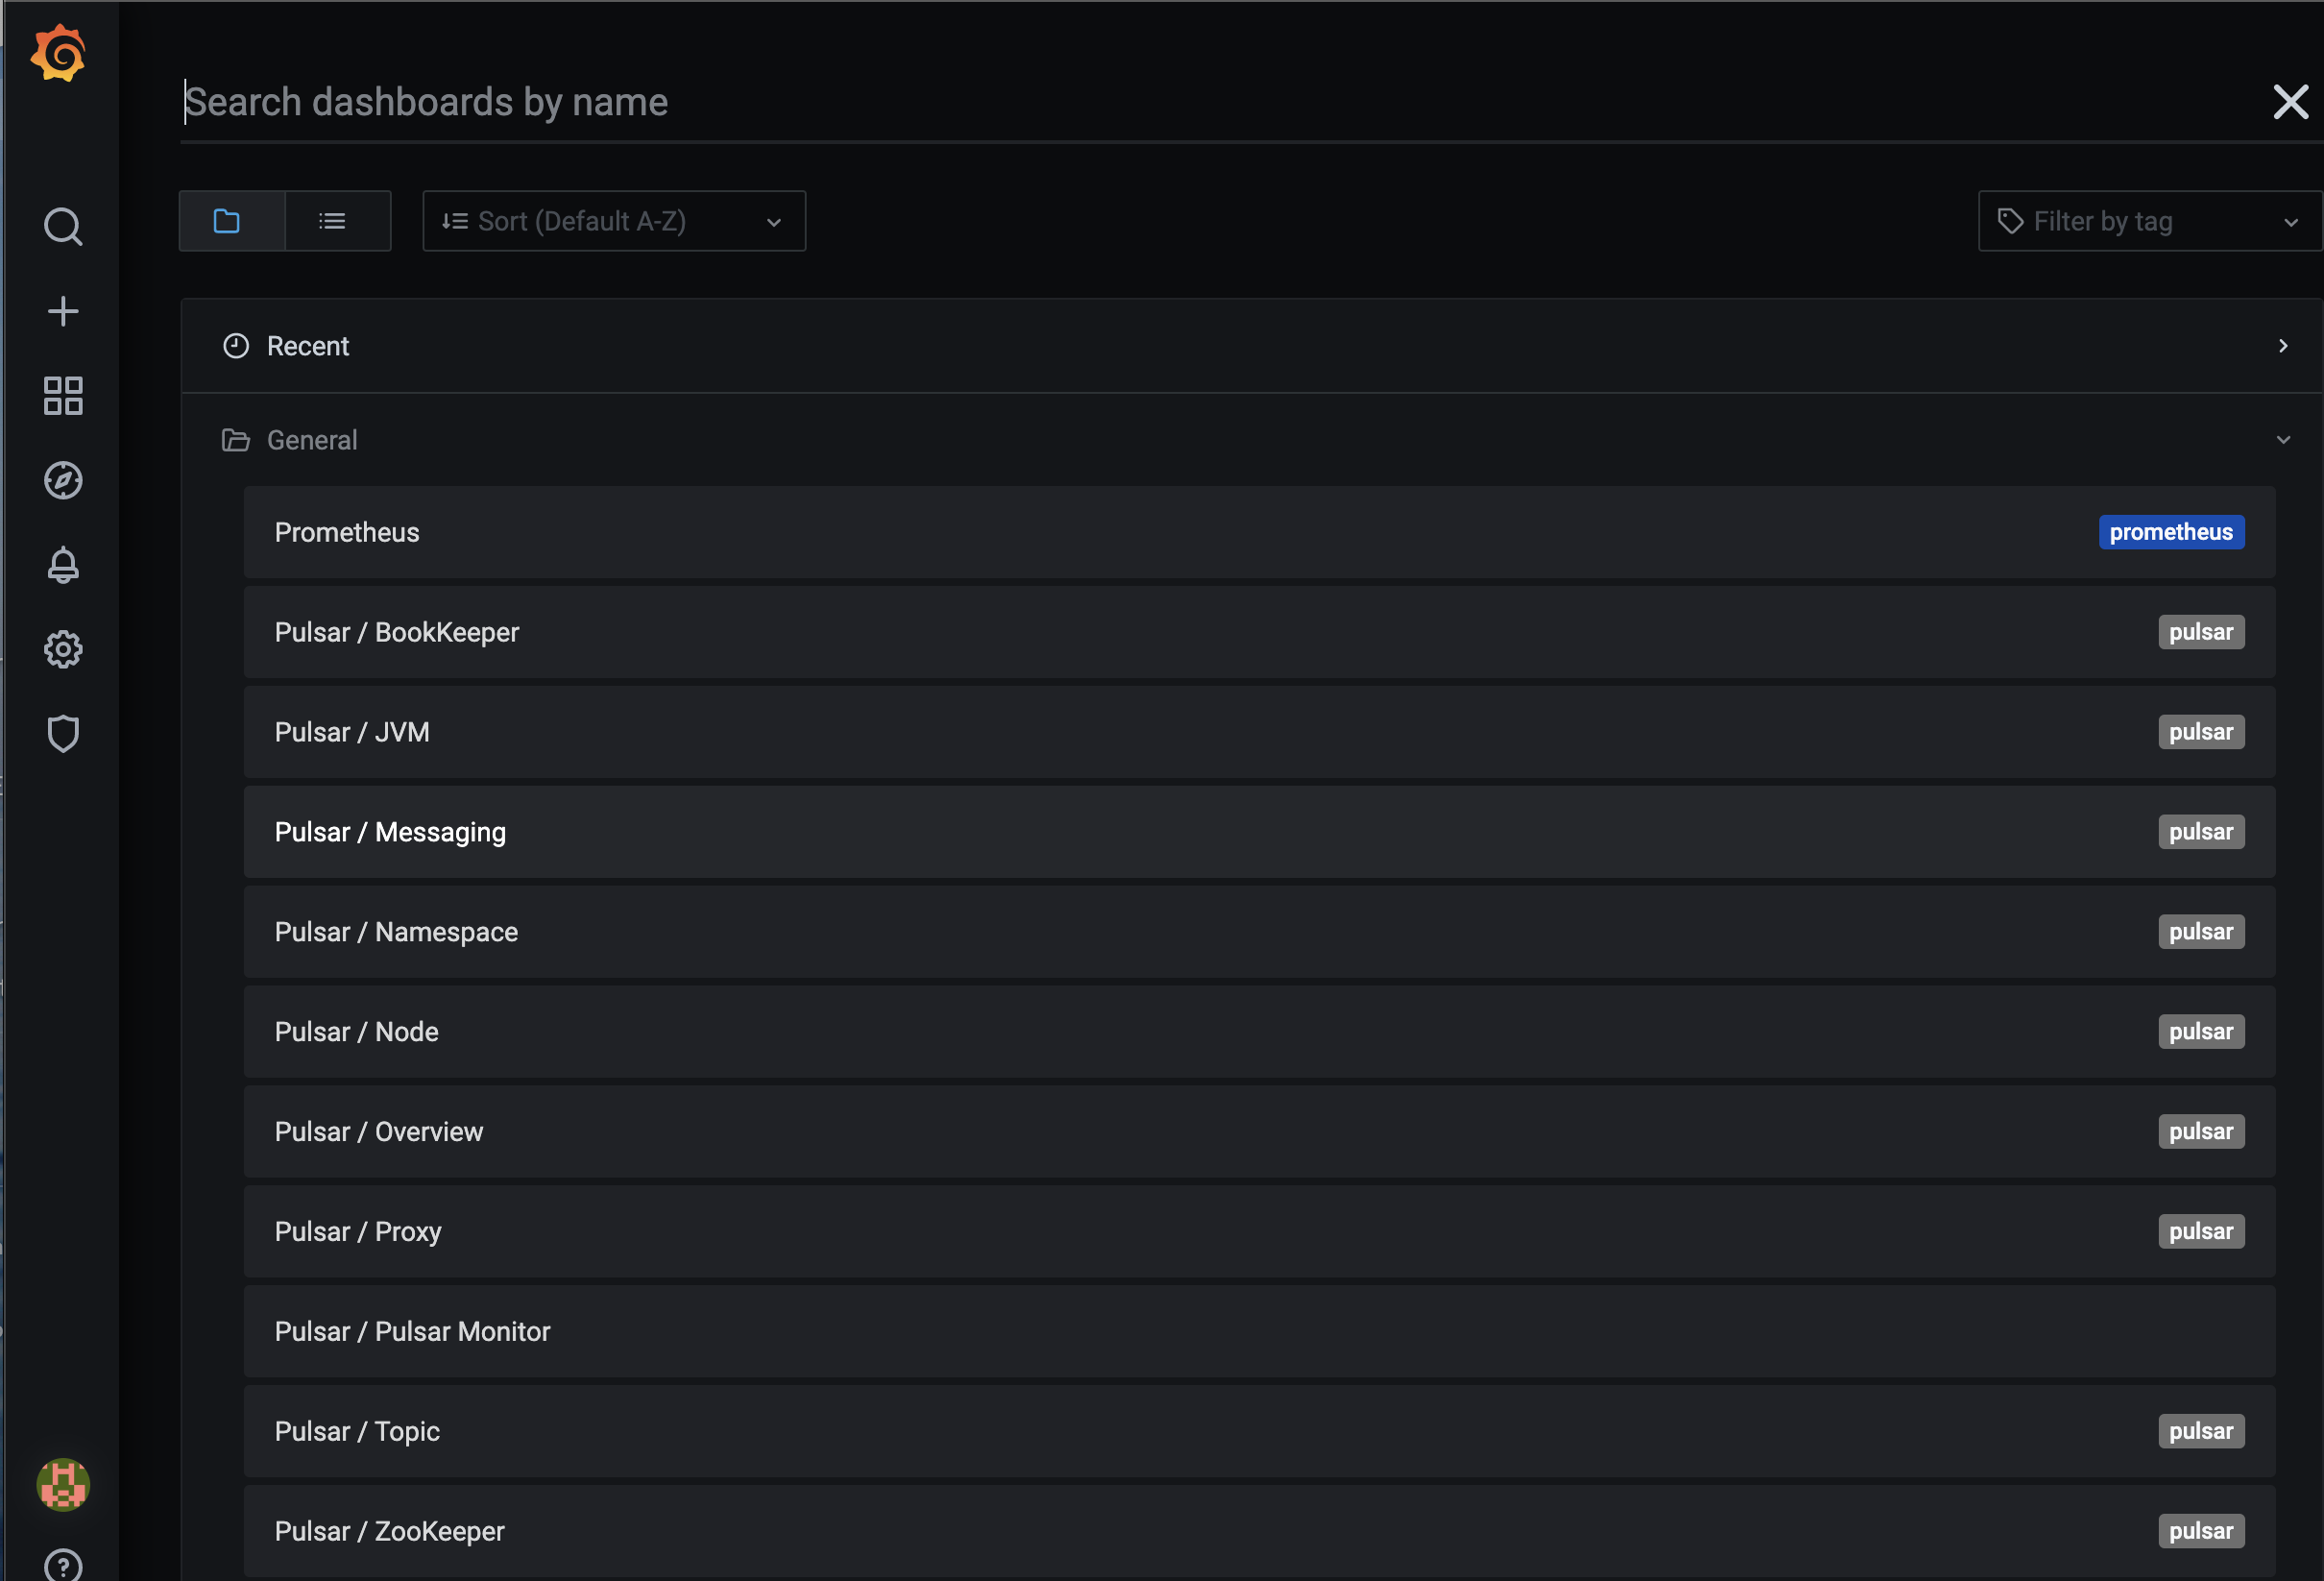 Search dashboards by name
Sort (Default A-Z)
Filter by tag
Recent
General
Prometheus prometheus
Pulsar / BookKeeper pulsar
Pulsar / JVM pulsar
Pulsar / Messaging pulsar
Pulsar / Namespace pulsar
Pulsar / Node pulsar
Pulsar / Overview pulsar
Pulsar / Proxy pulsar
Pulsar / Pulsar Monitor
Pulsar / Topic pulsar
Pulsar / ZooKeeper pulsar